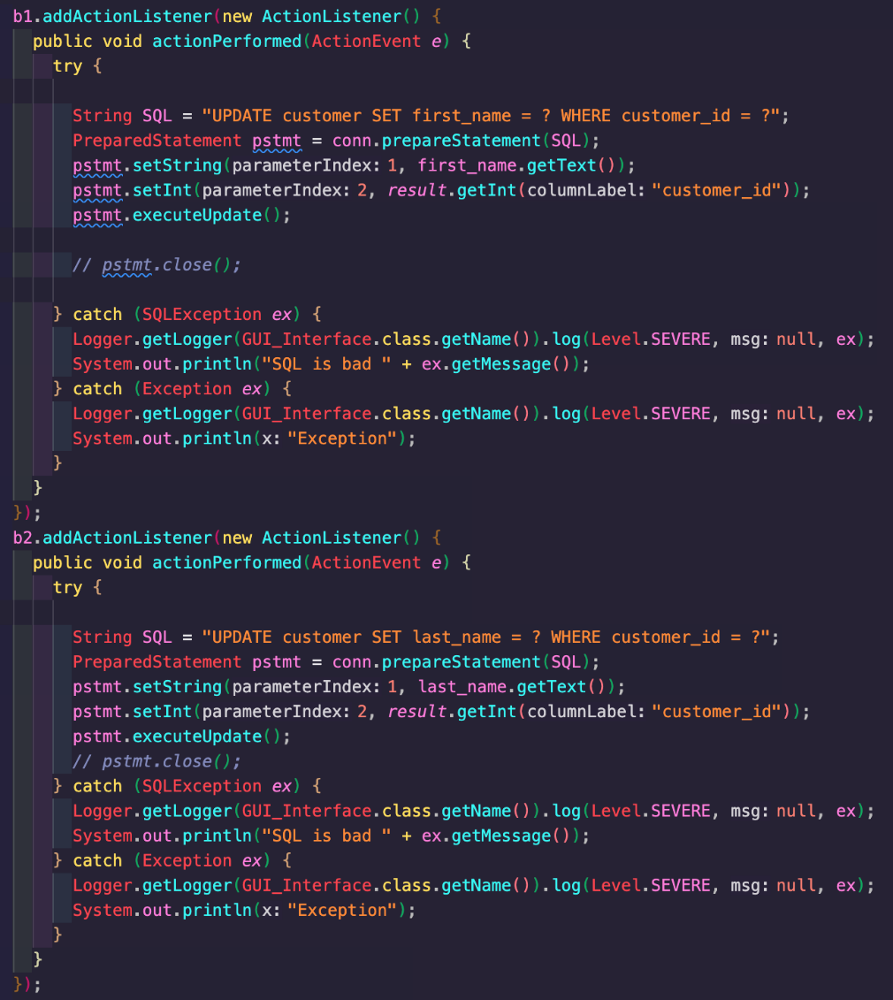 b1.addActionListener(new ActionListener() {
public void actionPerformed(ActionEvent e) {
try {
String SQL = "UPDATE customer SET first_name = ? WHERE customer_id = ?";
PreparedStatement pstmt = conn.prepareStatement(SQL);
pstmt.setString(parameterIndex: 1, first_name.getText());
pstmt.setInt(parameterIndex: 2, result.getInt(columnLabel: "customer_id"));
pstmt.executeUpdate();
// pstmt.close();
} catch (SQLException ex) {
Logger.getLogger(GUI_Interface.class.getName()).log(Level.SEVERE, msg: null, ex);
System.out.println("SQL is bad " + ex.getMessage());
} catch (Exception ex) {
Logger.getLogger(GUI_Interface.class.getName()).log(Level.SEVERE, msg: null, ex);
System.out.println(x: "Exception");
}
}
});
b2.addActionListener(new ActionListener() {
public void actionPerformed(ActionEvent e) {
try {
String SQL = "UPDATE customer SET last_name = ? WHERE customer_id = ?";
PreparedStatement pstmt = conn.prepareStatement(SQL);
pstmt.setString(parameterIndex: 1, last_name.getText());
pstmt.setInt(parameterIndex: 2, result.getInt(columnLabel: "customer_id"));
pstmt.executeUpdate();
// pstmt.close();
} catch (SQLException ex) {
Logger.getLogger(GUI_Interface.class.getName()).log(Level.SEVERE, msg: null, ex);
System.out.println("SQL is bad " + ex.getMessage());
} catch (Exception ex) {
Logger.getLogger(GUI_Interface.class.getName()).log(Level.SEVERE, msg: null, ex);
System.out.println(x: "Exception");
}
}
});